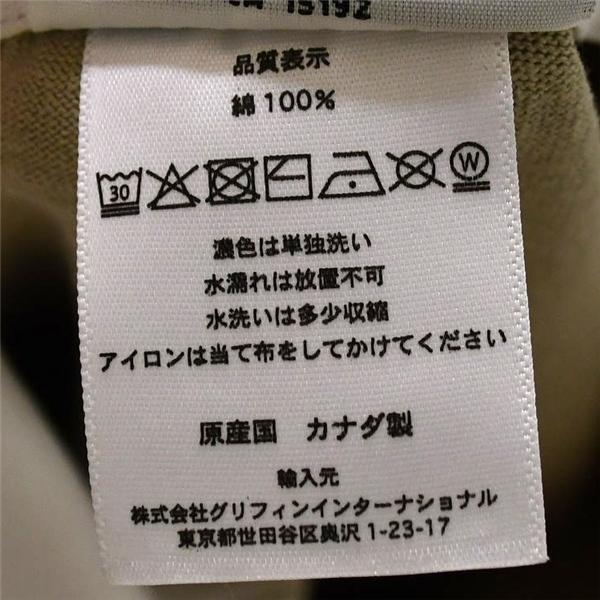 15192
品質表示
綿100%
30 W
濃色は単独洗い
水濡れは放置不可
水洗いは多少収縮
アイロンは当て布をしてかけてください
原産国 カナダ製
輸入元
株式会社グリフィンインターナショナル
東京都世田谷区奥沢1-23-17